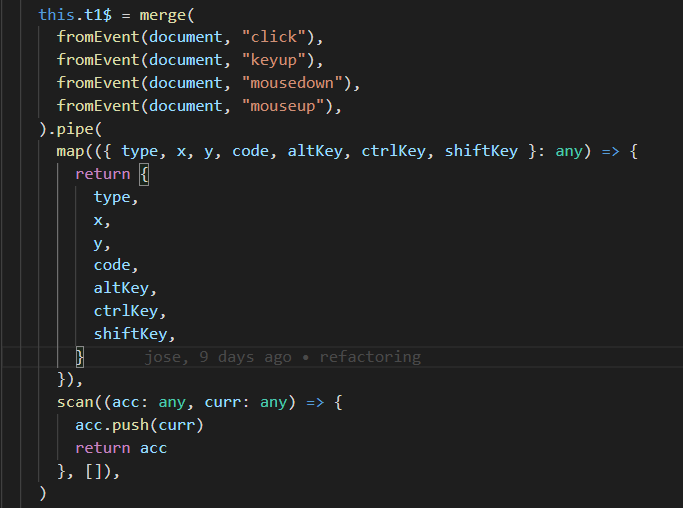 this.t1$ = merge(
  fromEvent(document, "click"),
  fromEvent(document, "keyup"),
  fromEvent(document, "mousedown"),
  fromEvent(document, "mouseup"),
).pipe(
  map(({ type, x, y, code, altKey, ctrlKey, shiftKey }: any) => {
    return {
      type,
      x,
      y,
      code,
      altKey,
      ctrlKey,
      shiftKey,
    }      jose, 9 days ago • refactoring
  }),
  scan((acc: any, curr: any) => {
    acc.push(curr)
    return acc
  }, []),
)